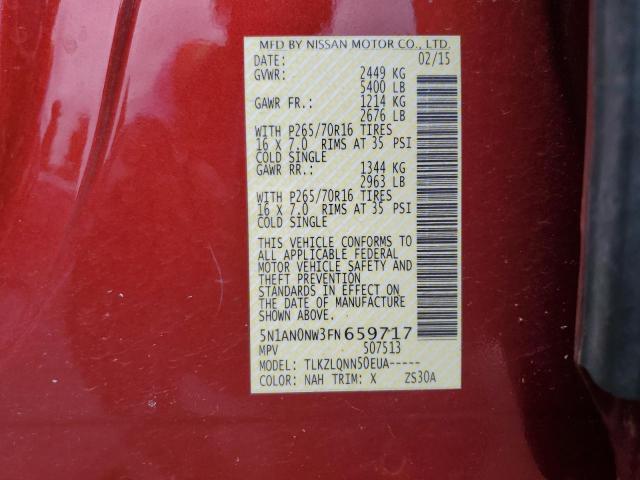 MFD BY NISSAN MOTOR CO., LTD.
DATE: 02/15
GVWR: 2449 KG
5400 LB
GAWR FR.: 1214 KG
2676 LB
WITH P265/70R16 TIRES
16 X 7.0 RIMS AT 35 PSI
COLD SINGLE
GAWR RR.: 1344 KG
2963 LB
WITH P265/70R16 TIRES
16 X 7.0 RIMS AT 35 PSI
COLD SINGLE
THIS VEHICLE CONFORMS TO
ALL APPLICABLE FEDERAL
MOTOR VEHICLE SAFETY AND
THEFT PREVENTION
STANDARDS IN EFFECT ON
THE DATE OF MANUFACTURE
SHOWN ABOVE.
5N1AN0NW3FN659717
MPV 507513
MODEL: TLKZLQNN50EUA-----
COLOR: NAH TRIM: X ZS30A